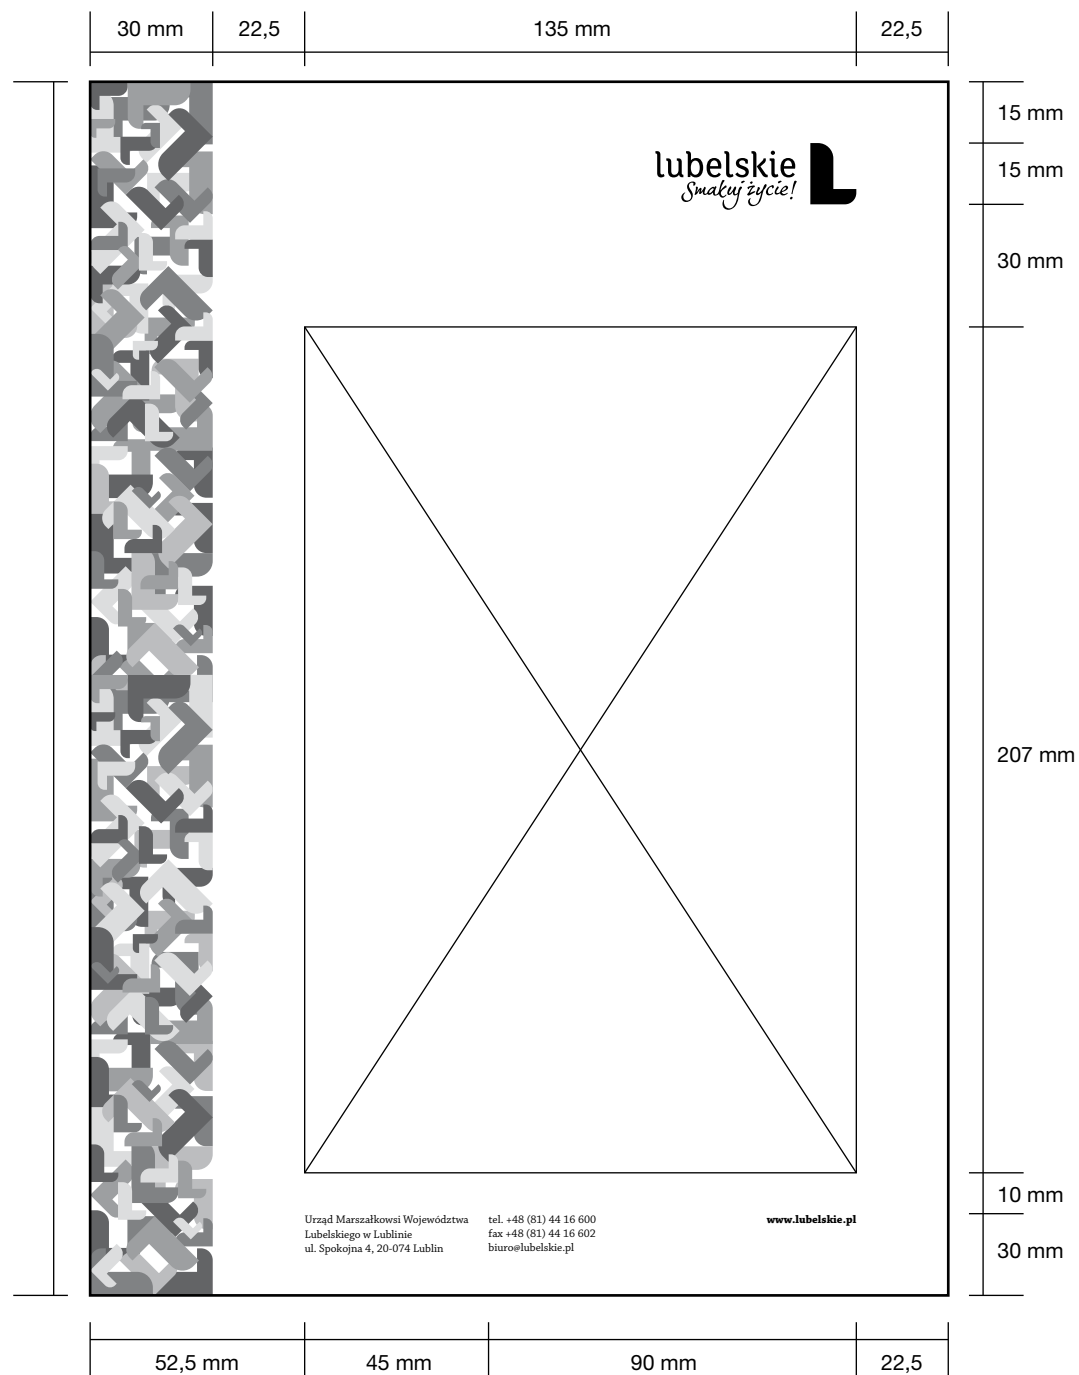 30 mm 22,5 135 mm 22,5
15 mm
lubelskie
Smakuj życie!
15 mm
30 mm
207 mm
10 mm
Urząd Marszałkowsi Województwa
Lubelskiego w Lublinie
ul. Spokojna 4, 20-074 Lublin
tel. +48 (81) 44 16 600
fax +48 (81) 44 16 602
biuro@lubelskie.pl
www.lubelskie.pl
30 mm
52,5 mm 45 mm 90 mm 22,5